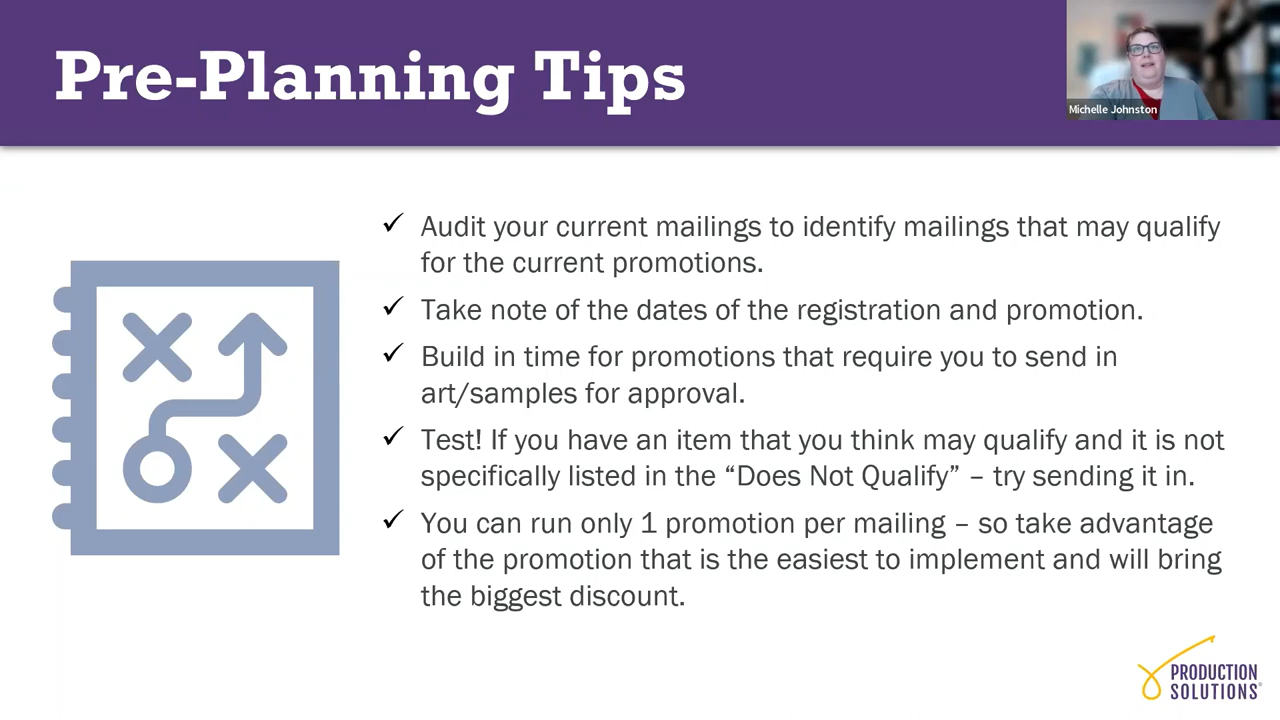 Pre-Planning Tips
Michelle Johnston
✓ Audit your current mailings to identify mailings that may qualify
for the current promotions.
✓ Take note of the dates of the registration and promotion.
✓ Build in time for promotions that require you to send in
art/samples for approval.
✓ Test! If you have an item that you think may qualify and it is not
specifically listed in the “Does Not Qualify” – try sending it in.
✓ You can run only 1 promotion per mailing – so take advantage
of the promotion that is the easiest to implement and will bring
the biggest discount.
PRODUCTION
SOLUTIONS®